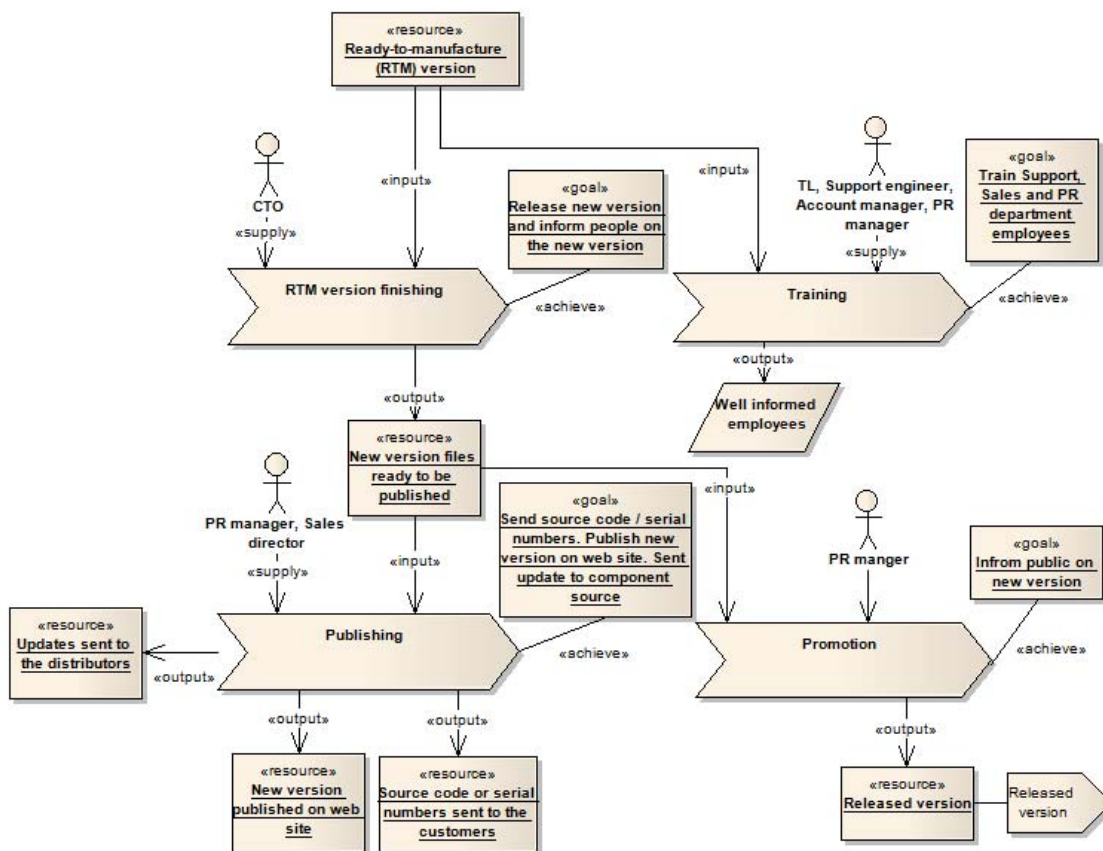 «resource»
Ready-to-manufacture
(RTM) version
CTO
«supply»
«input»
«goal»
Release new version
and inform people on
the new version
«input»
TL, Support engineer,
Account manager, PR
manager
«supply»
«goal»
Train Support,
Sales and PR
department
employees
RTM version finishing
«achieve»
Training
«achieve»
«output»
«output»
Well informed
employees
«resource»
New version files
ready to be
published
«input»
PR manager, Sales
director
«supply»
«input»
«goal»
Send source code / serial
numbers. Publish new
version on web site. Sent
update to component
source
PR manger
«goal»
Infrom public on
new version
«resource»
Updates sent to
the distributors
«output»
Publishing
«achieve»
Promotion
«achieve»
«output»
«output»
«output»
«resource»
New version
published on web
site
«resource»
Source code or serial
numbers sent to the
customers
«resource»
Released version
Released
version